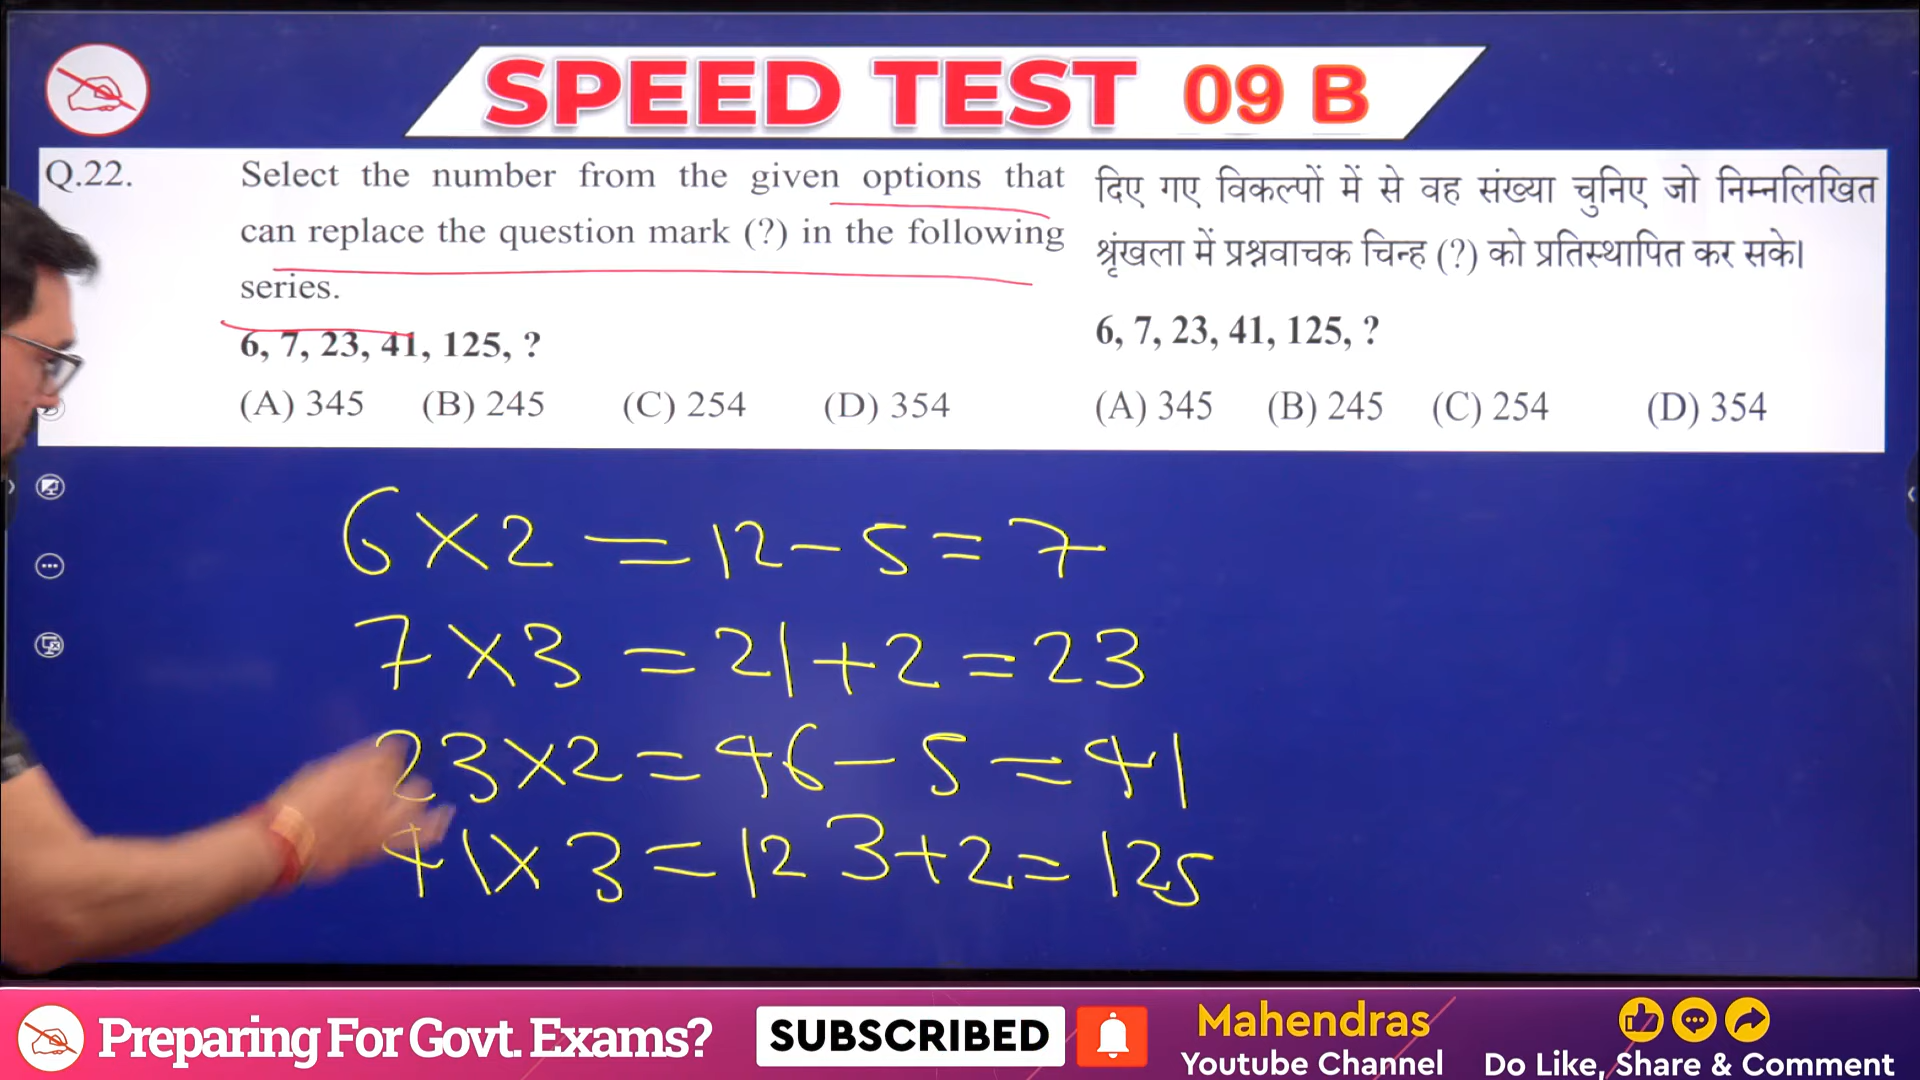 SPEED TEST 09 B
Q.22. Select the number from the given options that
can replace the question mark (?) in the following
series.
6, 7, 23, 41, 125, ?
(A) 345 (B) 245 (C) 254 (D) 354
दिए गए विकल्पों में से वह संख्या चुनिए जो निम्नलिखित
श्रृंखला में प्रश्नवाचक चिन्ह (?) को प्रतिस्थापित कर सके।
6, 7, 23, 41, 125, ?
(A) 345 (B) 245 (C) 254 (D) 354
6 × 2 = 12 - 5 = 7
7 × 3 = 21 + 2 = 23
23 × 2 = 46 - 5 = 41
41 × 3 = 123 + 2 = 125
Preparing For Govt. Exams?
SUBSCRIBED
Mahendras
Youtube Channel
Do Like, Share & Comment